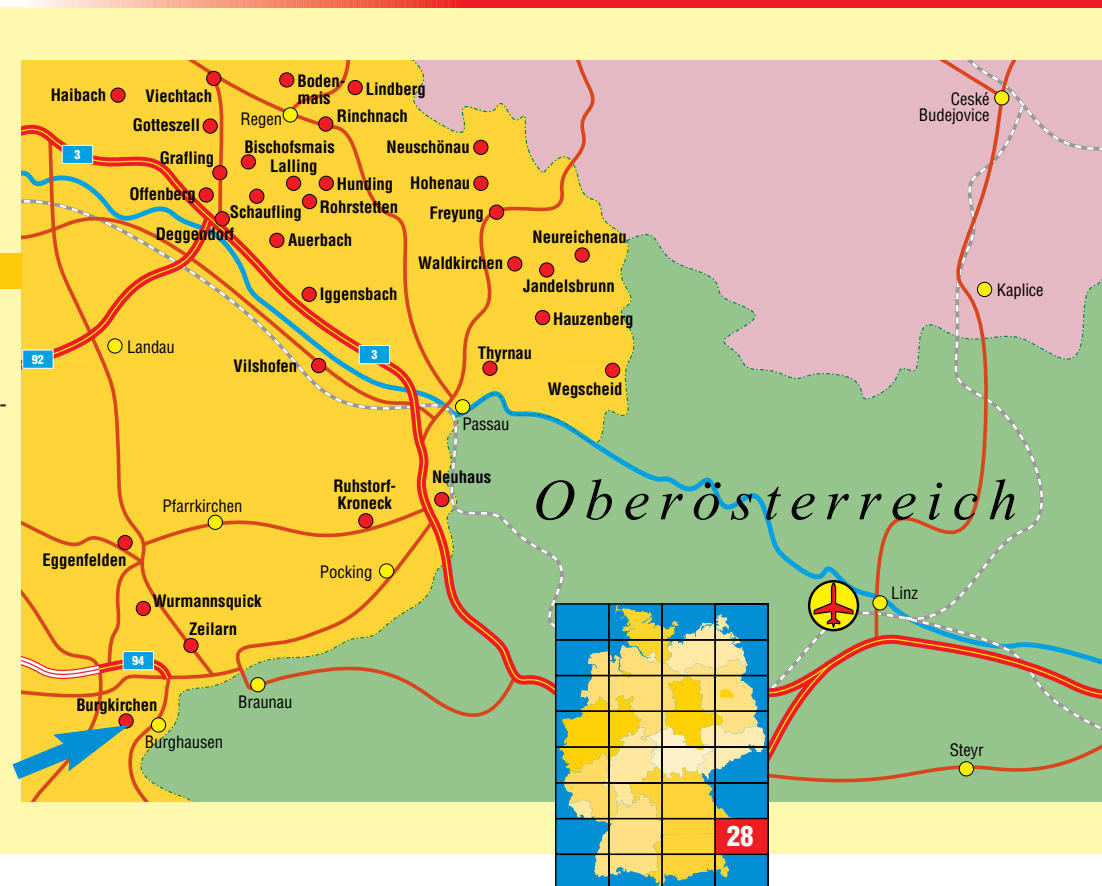 Haibach
Viechtach
Boden-
mais
Lindberg
Gotteszell
Regen
Rinchnach
3
Grafling
Bischofsmais
Lalling
Neuschönau
Offenberg
Hunding
Hohenau
Schaufling
Rohrstetten
Freyung
Deggendorf
Auerbach
Neureichenau
Waldkirchen
Jandelsbrunn
Iggensbach
Hauzenberg
Ceské
Budejovice
Kaplice
92
Landau
3
Vilshofen
Thyrnau
Wegscheid
-
Passau
Neuhaus
Ruhstorf-
Kroneck
Oberösterreich
Pfarrkirchen
Eggenfelden
Pocking
Wurmannsquick
Linz
Zeilarn
94
Burgkirchen
Braunau
Burghausen
Steyr
28